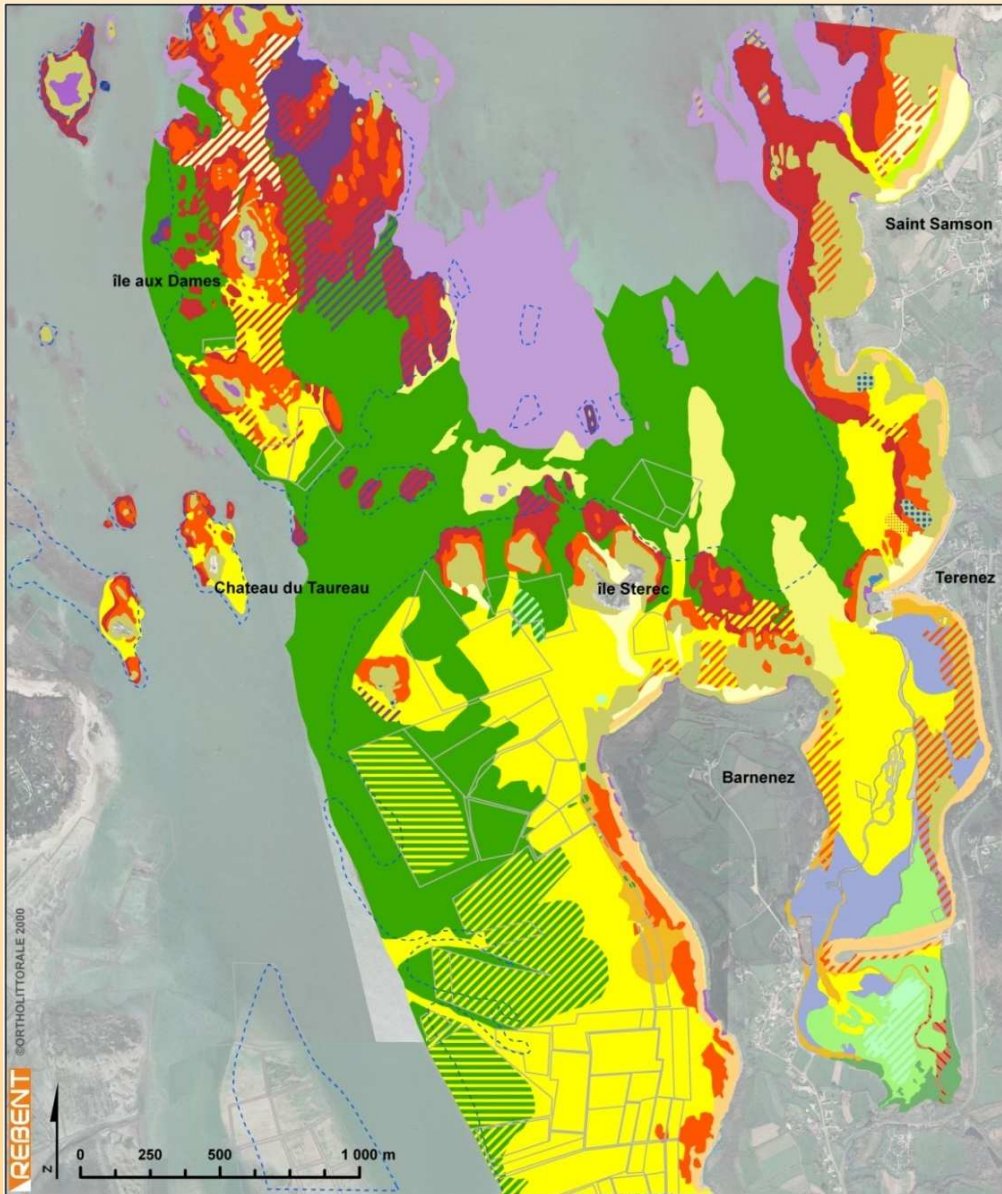 Saint Samson
île aux Dames
Terenez
Chateau du Taureau
île Sterec
Barnenez
©ORTHOLITTORALE 2000
REBENT
N
0 250 500 1 000 m